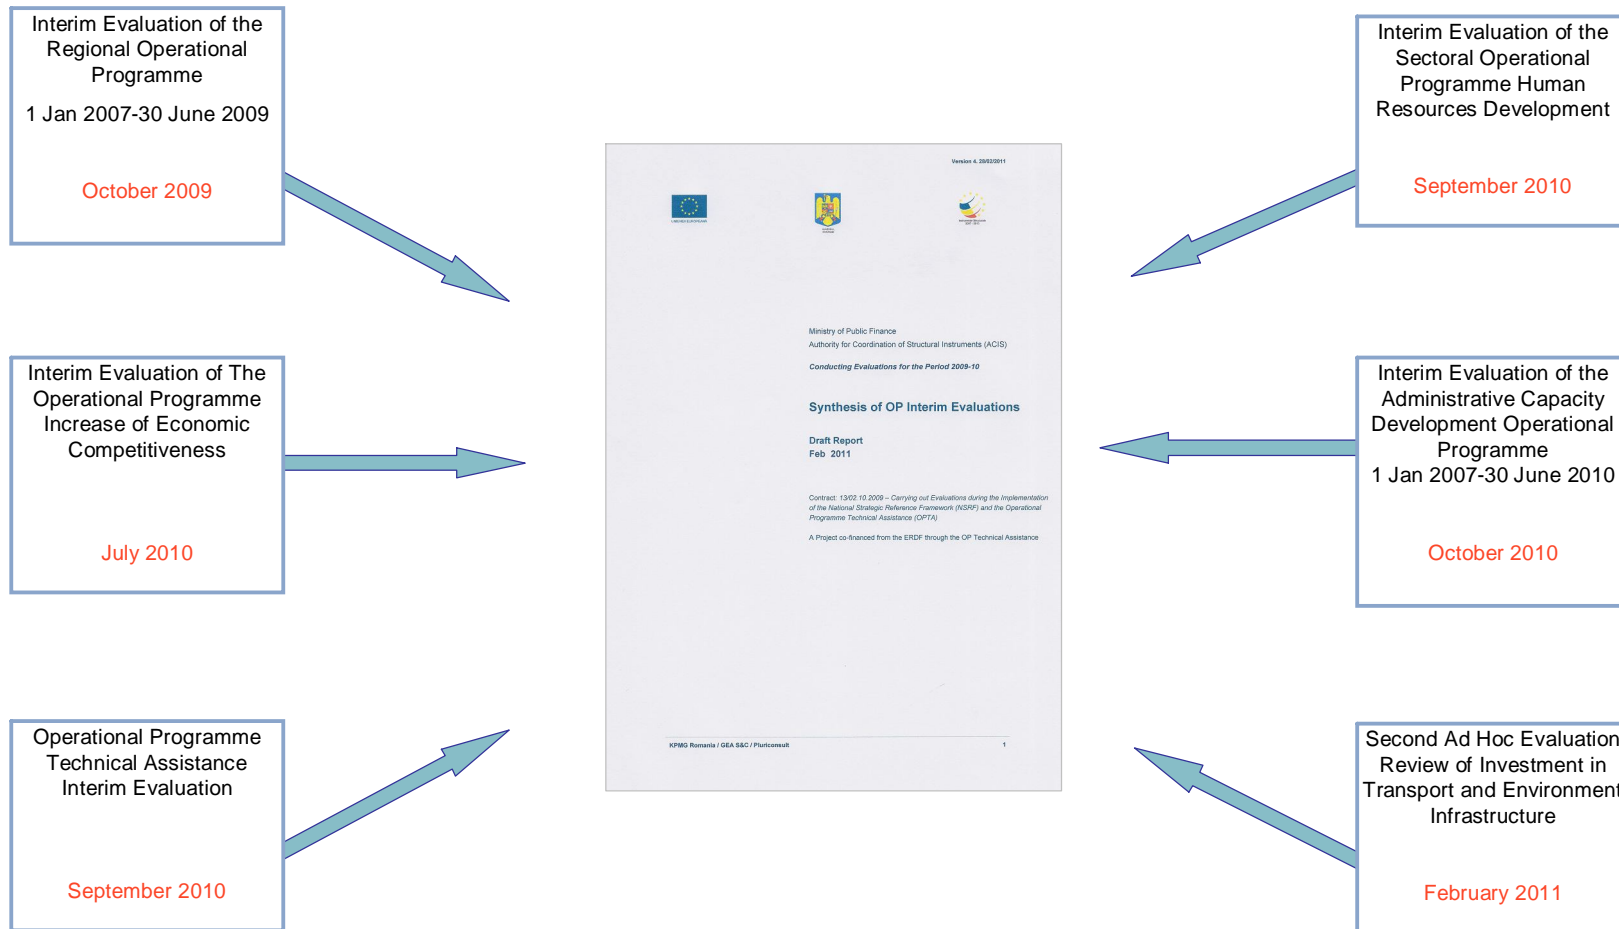 Interim Evaluation of the
Regional Operational
Programme
1 Jan 2007-30 June 2009
October 2009
Interim Evaluation of The
Operational Programme
Increase of Economic
Competitiveness
July 2010
Operational Programme
Technical Assistance
Interim Evaluation
September 2010
Version 4. 28/02/2011
UNIUNEA EUROPEANĂ
Ministry of Public Finance
Authority for Coordination of Structural Instruments (ACIS)
Conducting Evaluations for the Period 2009-10
Synthesis of OP Interim Evaluations
Draft Report
Feb 2011
Contract: 13/02.10.2009 – Carrying out Evaluations during the Implementation
of the National Strategic Reference Framework (NSRF) and the Operational
Programme Technical Assistance (OPTA)
A Project co-financed from the ERDF through the OP Technical Assistance
KPMG Romania / GEA S&C / Pluriconsult 1
Interim Evaluation of the
Sectoral Operational
Programme Human
Resources Development
September 2010
Interim Evaluation of the
Administrative Capacity
Development Operational
Programme
1 Jan 2007-30 June 2010
October 2010
Second Ad Hoc Evaluation
Review of Investment in
Transport and Environment
Infrastructure
February 2011